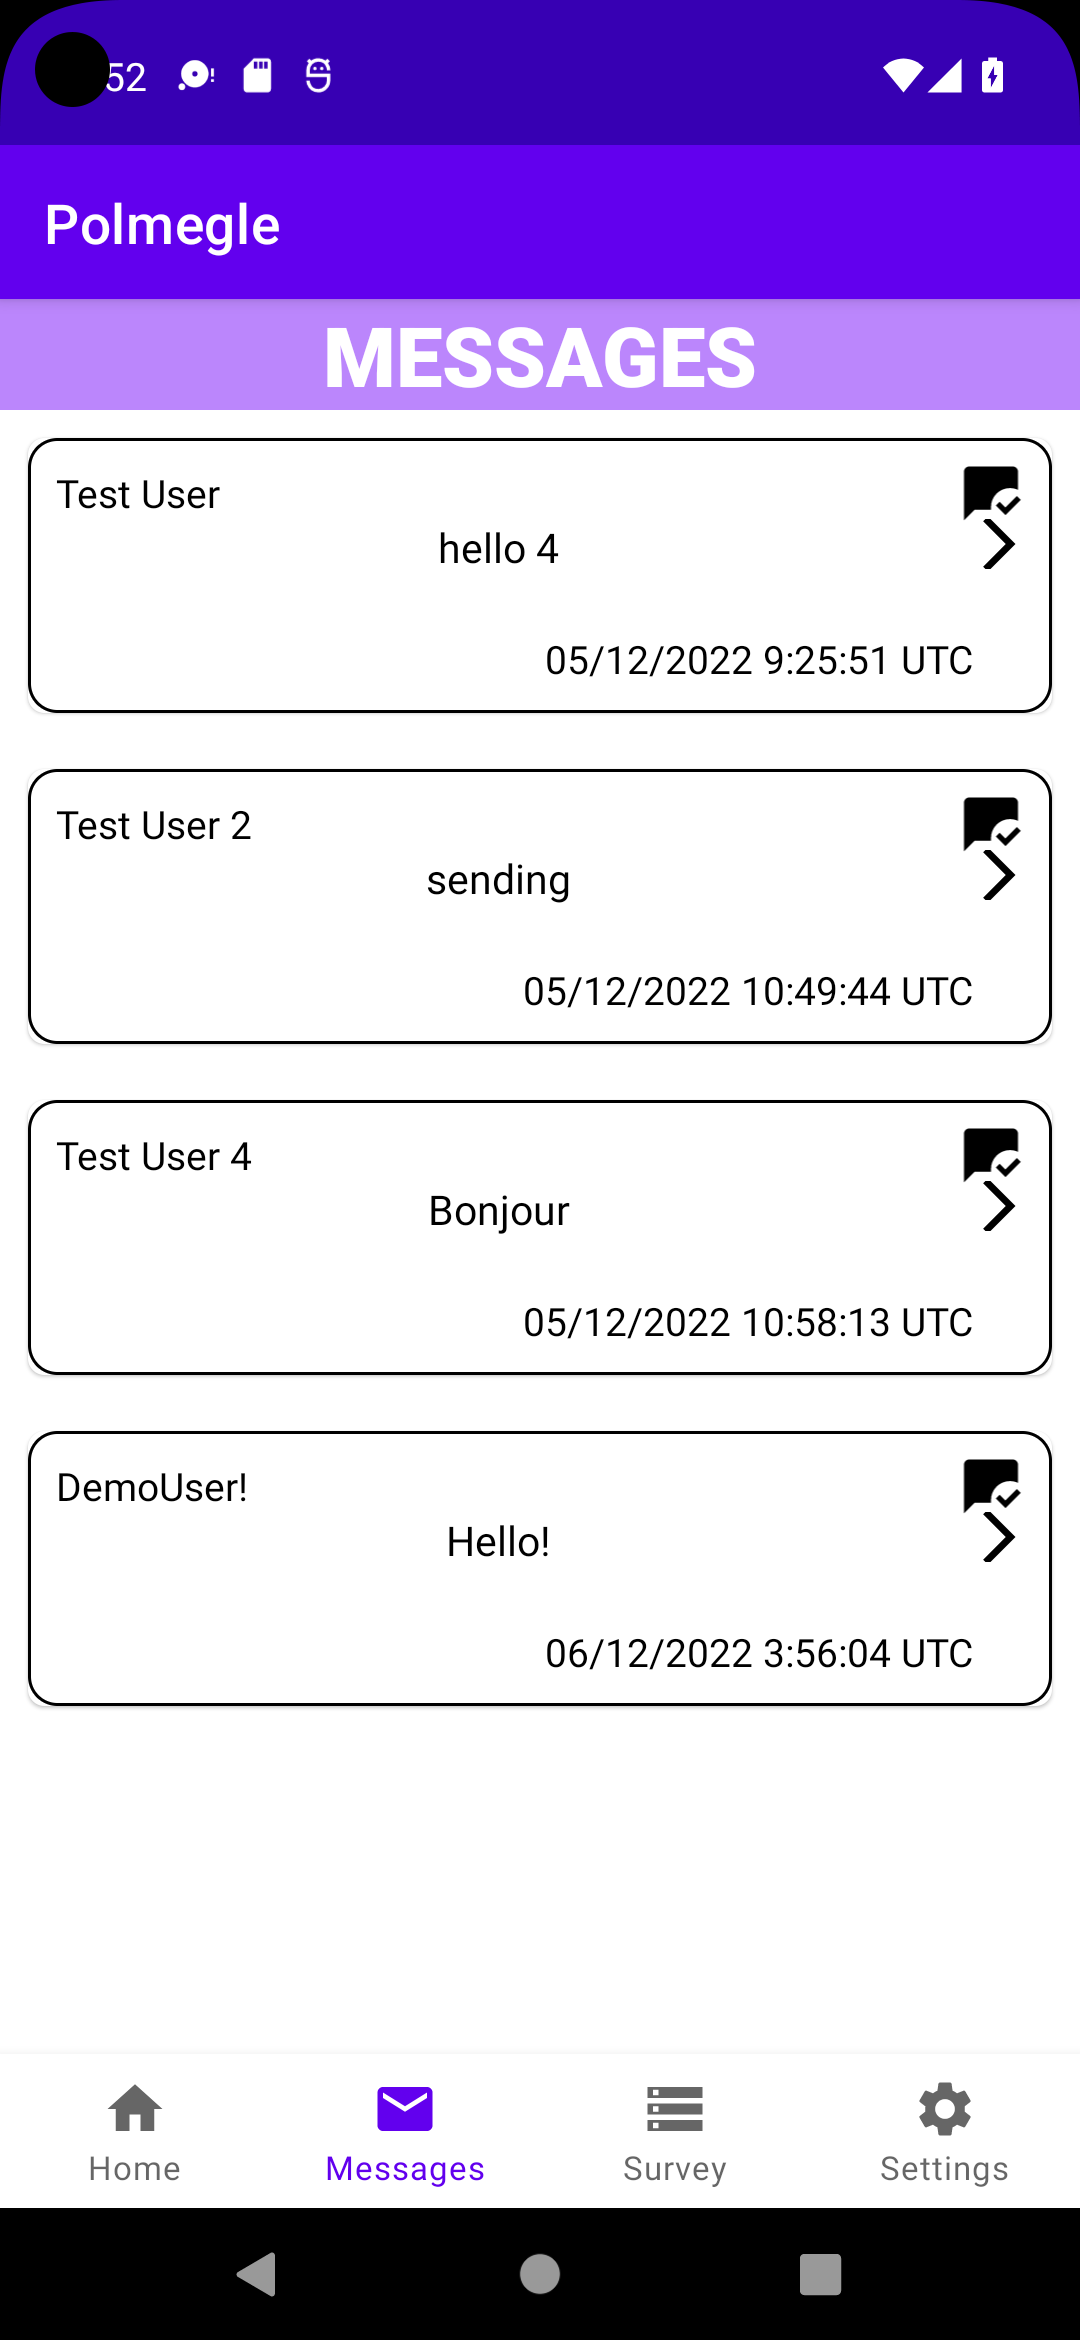 52
Polmegle
MESSAGES
Test User
hello 4
05/12/2022 9:25:51 UTC
Test User 2
sending
05/12/2022 10:49:44 UTC
Test User 4
Bonjour
05/12/2022 10:58:13 UTC
DemoUser!
Hello!
06/12/2022 3:56:04 UTC
Home Messages Survey Settings